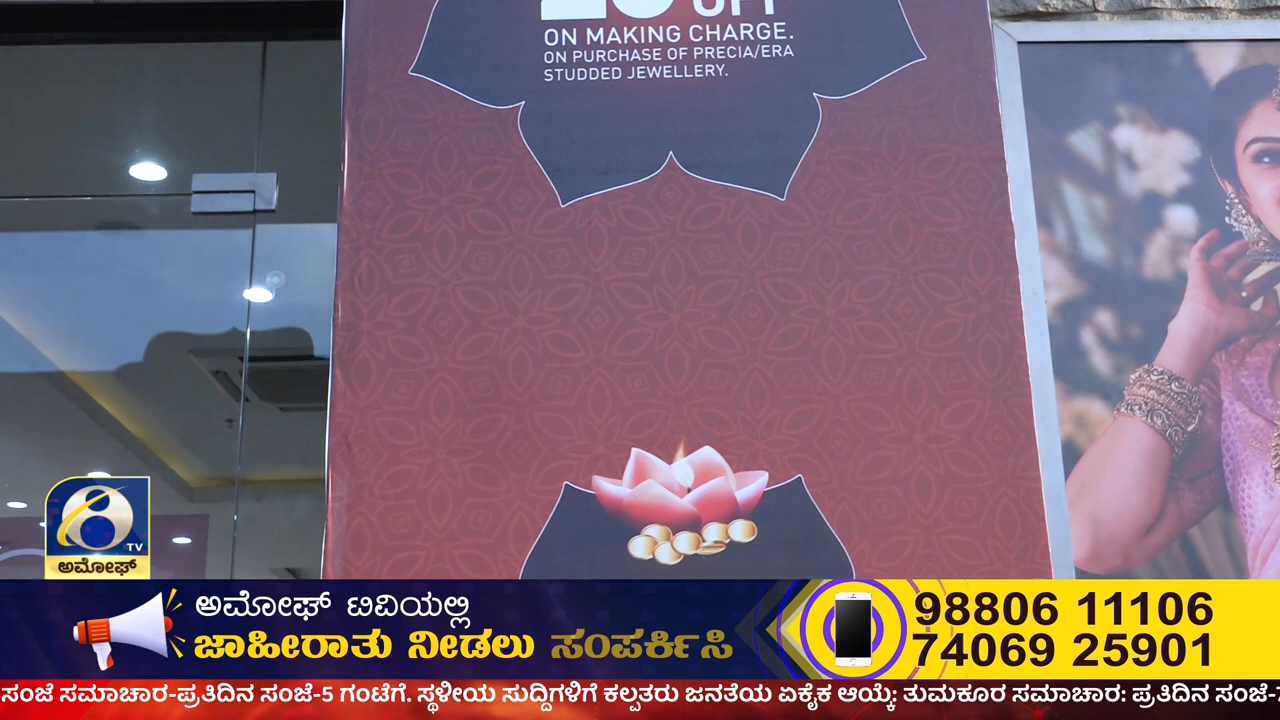 OFF
ON MAKING CHARGE.
ON PURCHASE OF PRECIA/ERA
STUDDED JEWELLERY.
TV
ಅಮೋಘ್
ಅಮೋಘ್ ಟಿವಿಯಲ್ಲಿ
ಜಾಹೀರಾತು ನೀಡಲು ಸಂಪರ್ಕಿಸಿ
98806 11106
74069 25901
ಸಂಜೆ ಸಮಾಚಾರ-ಪ್ರತಿದಿನ ಸಂಜೆ-5 ಗಂಟೆಗೆ. ಸ್ಥಳೀಯ ಸುದ್ದಿಗಳಿಗೆ ಕಲ್ಪತರು ಜನತೆಯ ಏಕೈಕ ಆಯ್ಕೆ: ತುಮಕೂರ ಸಮಾಚಾರ: ಪ್ರತಿದಿನ ಸಂಜೆ-